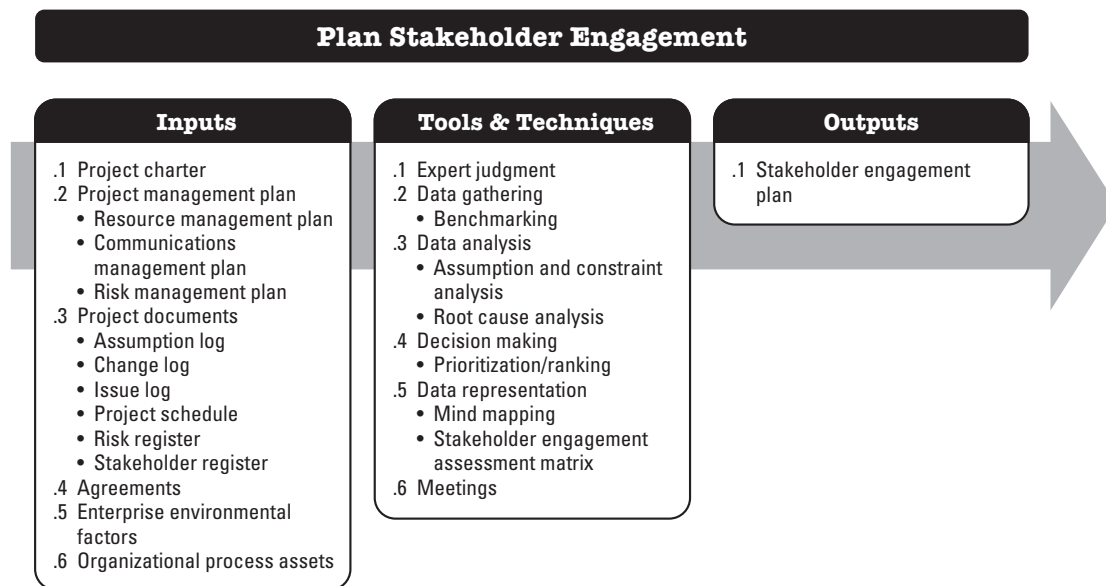 Plan Stakeholder Engagement
Inputs
.1 Project charter
.2 Project management plan
• Resource management plan
• Communications
management plan
• Risk management plan
.3 Project documents
• Assumption log
• Change log
• Issue log
• Project schedule
• Risk register
• Stakeholder register
.4 Agreements
.5 Enterprise environmental
factors
.6 Organizational process assets
Tools & Techniques
.1 Expert judgment
.2 Data gathering
• Benchmarking
.3 Data analysis
• Assumption and constraint
analysis
• Root cause analysis
.4 Decision making
• Prioritization/ranking
.5 Data representation
• Mind mapping
• Stakeholder engagement
assessment matrix
.6 Meetings
Outputs
.1 Stakeholder engagement
plan